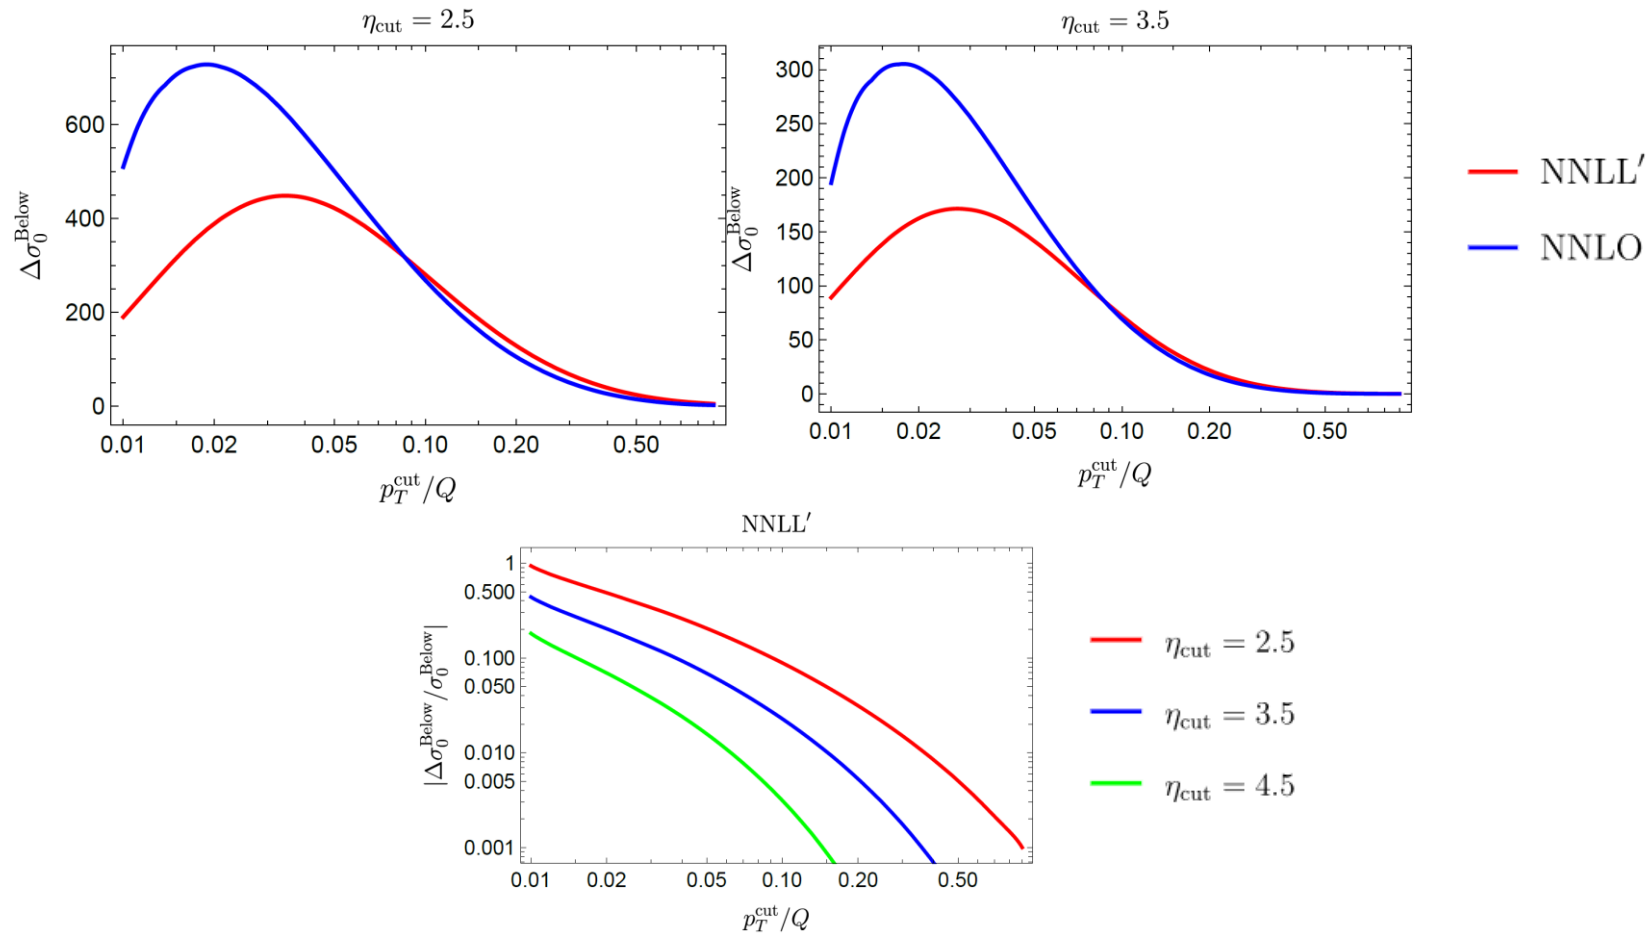 η_cut = 2.5
Δσ_0^Below
600
400
200
0
0.01 0.02 0.05 0.10 0.20 0.50
p_T^cut/Q
η_cut = 3.5
Δσ_0^Below
300
250
200
150
100
50
0
0.01 0.02 0.05 0.10 0.20 0.50
p_T^cut/Q
NNLL′
NNLO
NNLL′
|Δσ_0^Below/σ_0^Below|
1
0.500
0.100
0.050
0.010
0.005
0.001
0.01 0.02 0.05 0.10 0.20 0.50
p_T^cut/Q
η_cut = 2.5
η_cut = 3.5
η_cut = 4.5